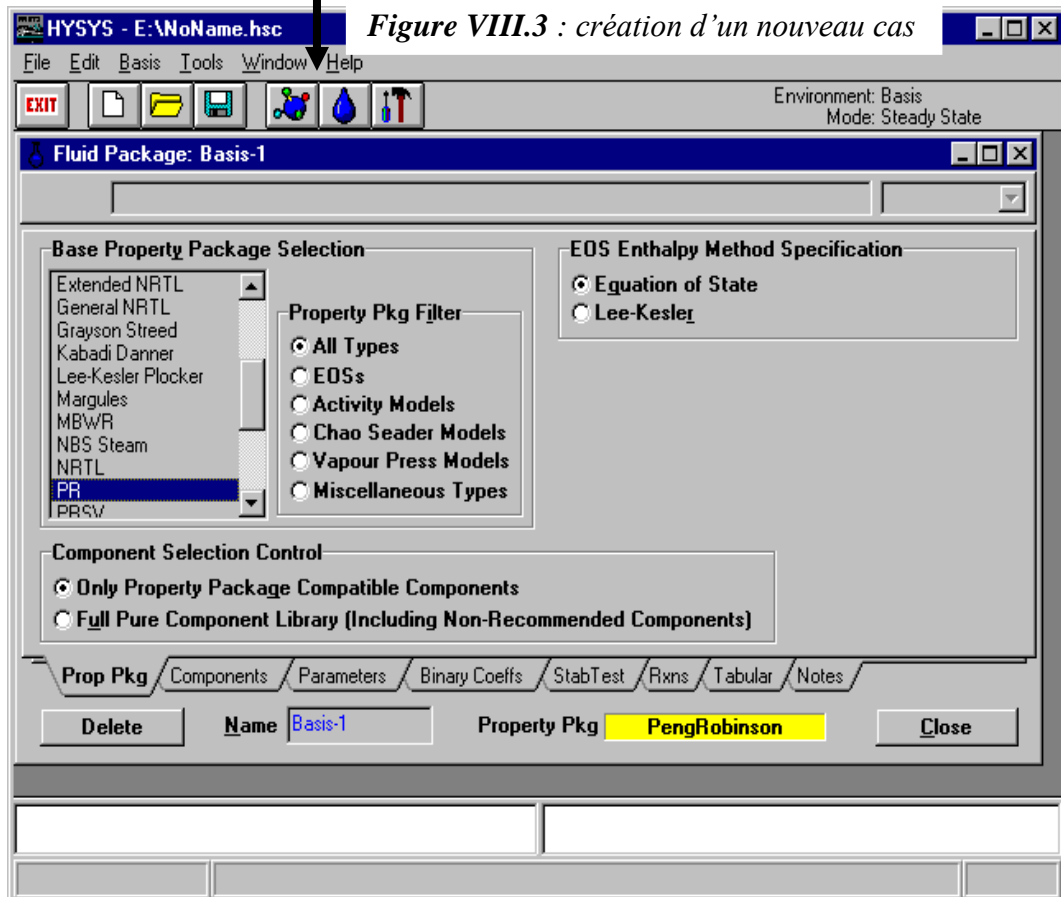 Figure VIII.3 : création d'un nouveau cas
HYSYS - E:\NoName.hsc
File Edit Basis Tools Window Help
EXIT
Environment: Basis
Mode: Steady State
Fluid Package: Basis-1
Base Property Package Selection
Extended NRTL
General NRTL
Grayson Streed
Kabadi Danner
Lee-Kesler Plocker
Margules
MBWR
NBS Steam
NRTL
PR
PRSV
Property Pkg Filter
All Types
EOSs
Activity Models
Chao Seader Models
Vapour Press Models
Miscellaneous Types
EOS Enthalpy Method Specification
Equation of State
Lee-Kesler
Component Selection Control
Only Property Package Compatible Components
Full Pure Component Library (Including Non-Recommended Components)
Prop Pkg Components Parameters Binary Coeffs StabTest Rxns Tabular Notes
Delete Name Basis-1 Property Pkg PengRobinson Close